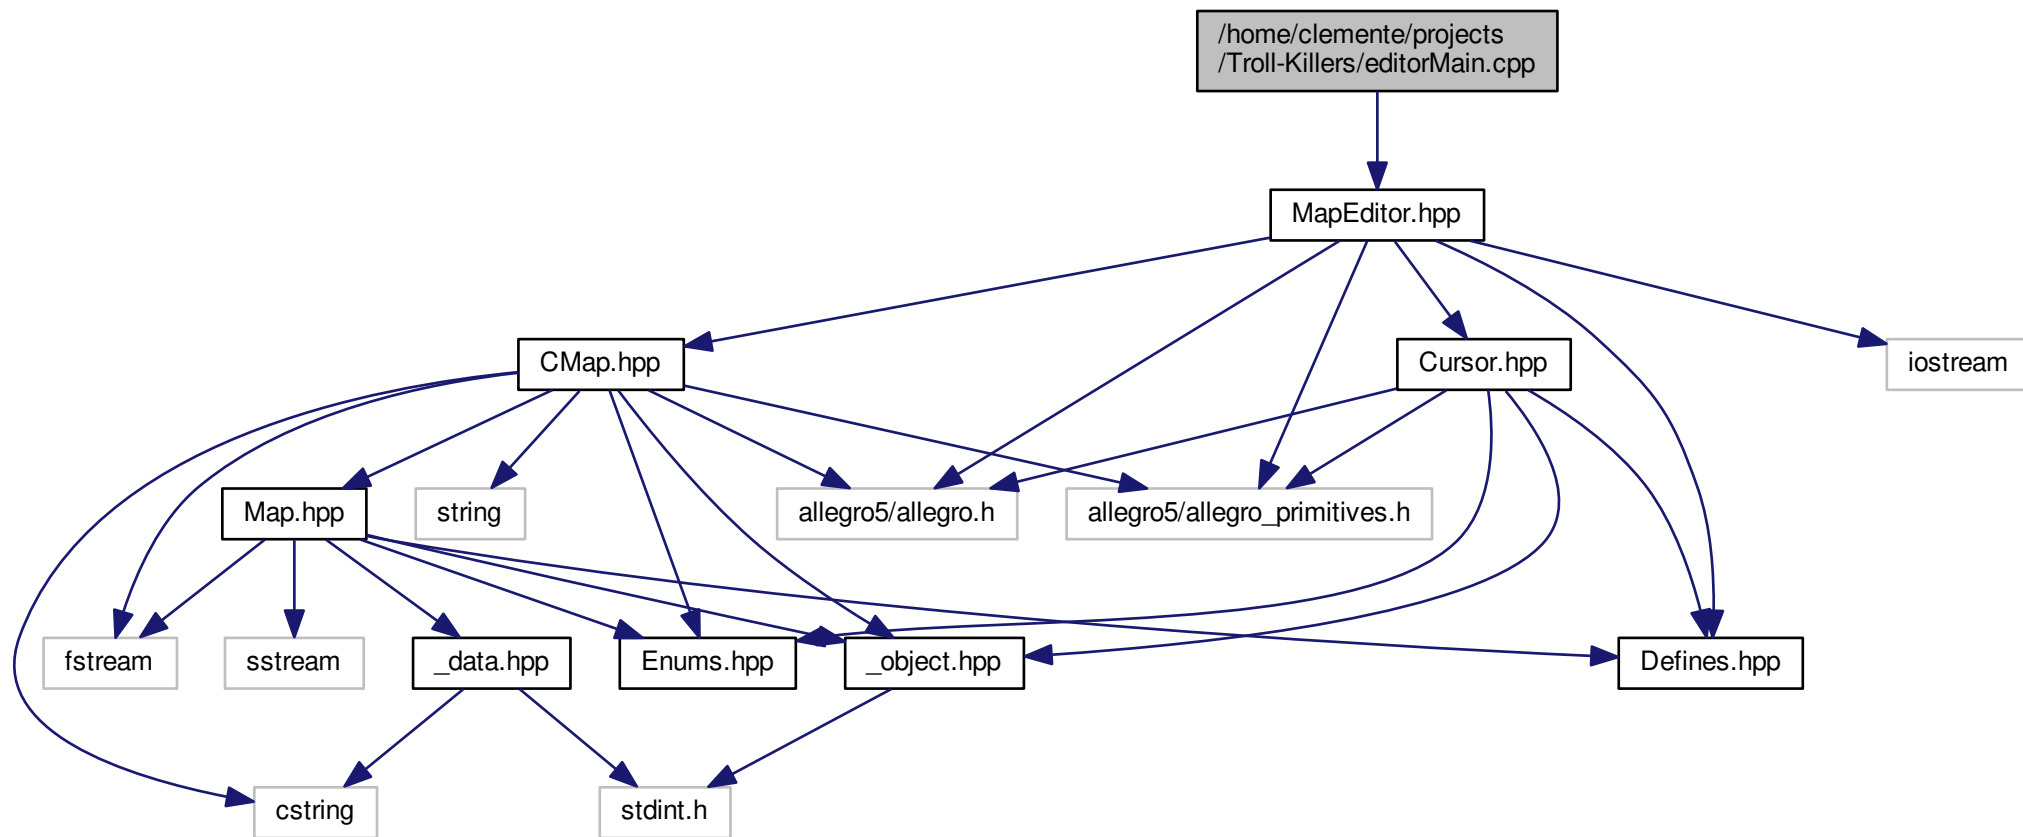 /home/clemente/projects
/Troll-Killers/editorMain.cpp
MapEditor.hpp
CMap.hpp
Cursor.hpp
iostream
Map.hpp
string
allegro5/allegro.h
allegro5/allegro_primitives.h
fstream
sstream
_data.hpp
Enums.hpp
_object.hpp
Defines.hpp
cstring
stdint.h